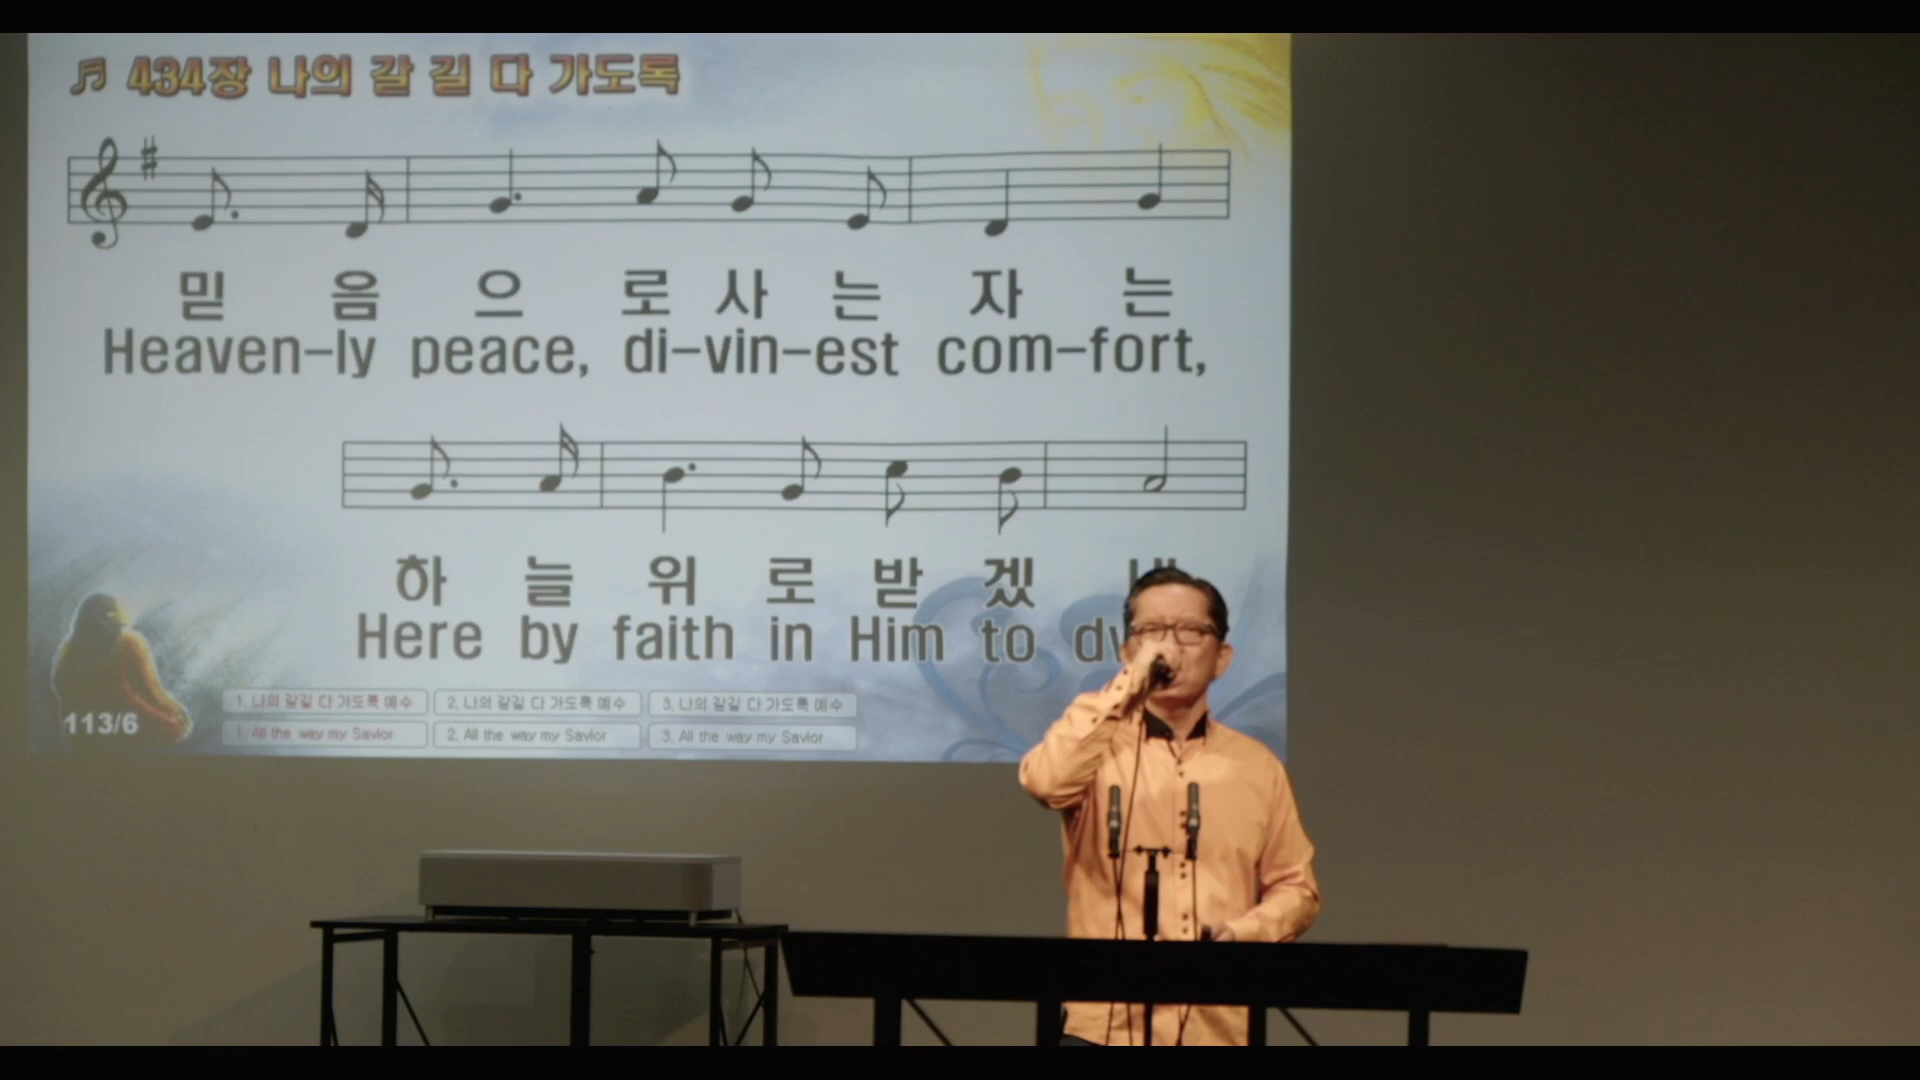 434장 나의 갈 길 다 가도록
믿 음 으 로 사 는 자 는
Heaven-ly peace, di-vin-est com-fort,
하 늘 위 로 받 겠
Here by faith in Him to
1. 나의 갈길 다 가도록 예수 2. 나의 갈길 다 가도록 예수 3. 나의 갈길 다 가도록 예수
1. All the way my Savior 2. All the way my Savior 3. All the way my Savior
113/6